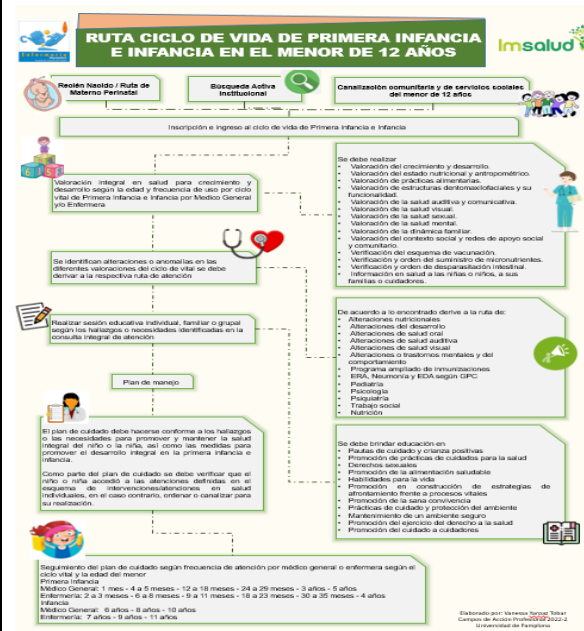 RUTA CICLO DE VIDA DE PRIMERA INFANCIA
E INFANCIA EN EL MENOR DE 12 AÑOS
Enfermería
Imsalud
Recién Nacido / Ruta de
Materno Perinatal
Búsqueda Activa
Institucional
Canalización comunitaria y de servicios sociales
del menor de 12 años
Inscripción e ingreso al ciclo de vida de Primera infancia e Infancia
Valoración integral en salud para crecimiento y
desarrollo según la edad y frecuencia de uso por ciclo
vital de Primera Infancia e Infancia por Medico General
y/o Enfermera
Se debe realizar
• Valoración del crecimiento y desarrollo.
• Valoración del estado nutricional y antropométrico.
• Valoración de prácticas alimentarias.
• Valoración de estructuras dentomaxilofaciales y su
funcionalidad.
• Valoración de la salud auditiva y comunicativa.
• Valoración de la salud visual.
• Valoración de la salud sexual.
• Valoración de la salud mental.
• Valoración de la dinámica familiar.
• Valoración del contexto social y redes de apoyo social
y comunitario.
• Verificación del esquema de vacunación.
• Verificación y orden del suministro de micronutrientes.
• Verificación y orden de desparasitación intestinal.
• Información en salud a las niñas o niños, a sus
familias o cuidadores.
Se identifican alteraciones o anomalías en las
diferentes valoraciones del ciclo de vital se debe
derivar a la respectiva ruta de atención
De acuerdo a lo encontrado derive a la ruta de:
• Alteraciones nutricionales
• Alteraciones del desarrollo
• Alteraciones de salud oral
• Alteraciones de salud auditiva
• Alteraciones de salud visual
• Alteraciones o trastornos mentales y del
comportamiento
• Programa ampliado de inmunizaciones
• ERA, Neumonía y EDA según GPC
• Pediatría
• Psicología
• Psiquiatría
• Trabajo social
• Nutrición
Realizar sesión educativa individual, familiar o grupal
según los hallazgos o necesidades identificadas en la
consulta integral de atención
Plan de manejo
El plan de cuidado debe hacerse conforme a los hallazgos
o las necesidades para promover y mantener la salud
integral del niño o la niña, así como las medidas para
promover el desarrollo integral en la primera infancia e
infancia.
Como parte del plan de cuidado se debe verificar que el
niño o niña accedió a las atenciones definidas en el
esquema de intervenciones/atenciones en salud
individuales, en el caso contrario, ordenar o canalizar para
su realización.
Se debe brindar educación en
• Pautas de cuidado y crianza positivas
• Promoción de prácticas de cuidados para la salud
• Derechos sexuales
• Promoción de la alimentación saludable
• Habilidades para la vida
• Promoción en construcción de estrategias de
afrontamiento frente a procesos vitales
• Promoción de la sana convivencia
• Prácticas de cuidado y protección del ambiente
• Mantenimiento de un ambiente seguro
• Promoción del ejercicio del derecho a la salud
• Promoción del cuidado a cuidadores
Seguimiento del plan de cuidado según frecuencia de atención por médico general o enfermera según el
ciclo vital y la edad del menor
Primera Infancia
Médico General: 1 mes - 4 a 5 meses - 12 a 18 meses - 24 a 29 meses - 3 años - 5 años
Enfermería: 2 a 3 meses - 6 a 8 meses - 9 a 11 meses - 18 a 23 meses - 30 a 35 meses - 4 años
Infancia
Médico General: 6 años - 8 años - 10 años
Enfermería: 7 años - 9 años - 11 años
Elaborado por: Vanessa Tobar
Campos de Acción Profesional 2022-2
Universidad de Pamplona